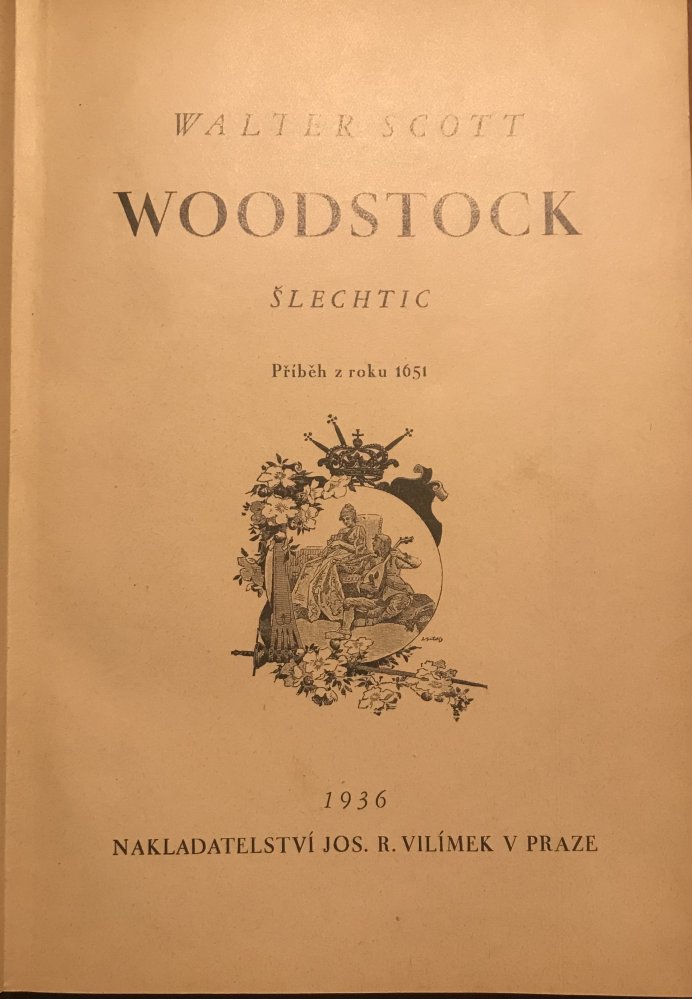 WALTER SCOTT
WOODSTOCK
ŠLECHTIC
Příběh z roku 1651
1936
NAKLADATELSTVÍ JOS. R. VILÍMEK V PRAZE